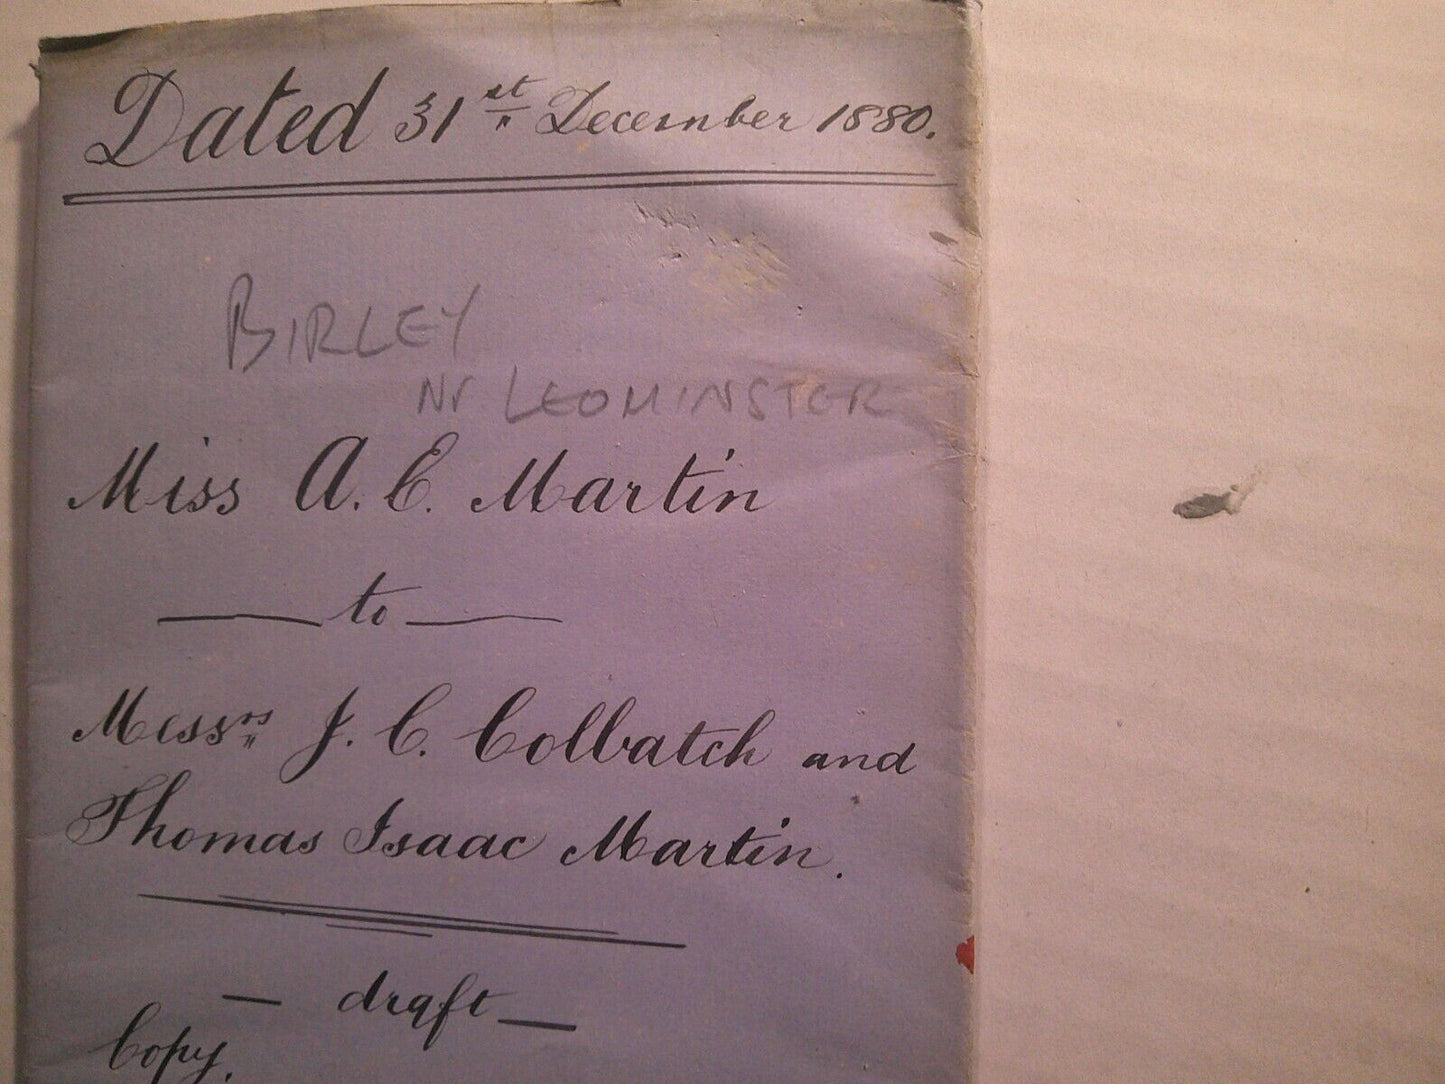 Dated 31st December 1880.
BIRLEY
Nr LEOMINSTER
Miss A. E. Martin
to
Messrs J. C. Colbatch and
Thomas Isaac Martin.
draft
Copy.